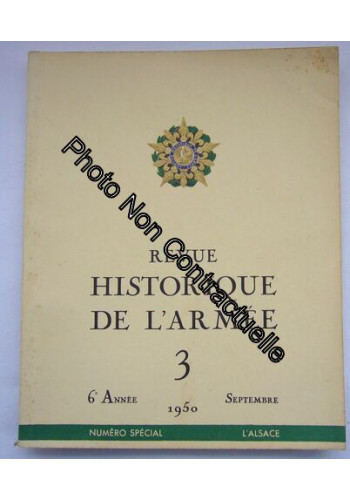 Photo Non Contractuelle
REVUE
HISTORIQUE
DE L'ARMÉE
3
6e ANNÉE 1950 SEPTEMBRE
NUMÉRO SPÉCIAL L'ALSACE